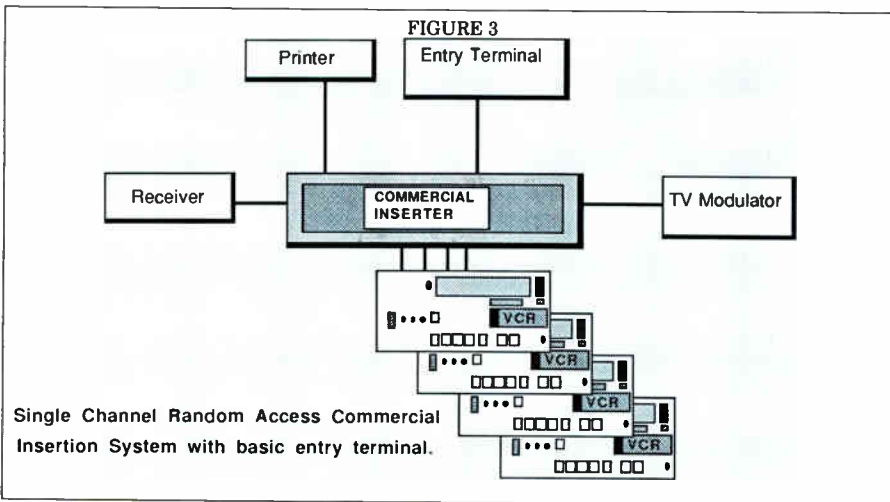 FIGURE 3
Printer
Entry Terminal
Receiver
COMMERCIAL
INSERTER
TV Modulator
VCR
VCR
VCR
VCR
Single Channel Random Access Commercial
Insertion System with basic entry terminal.